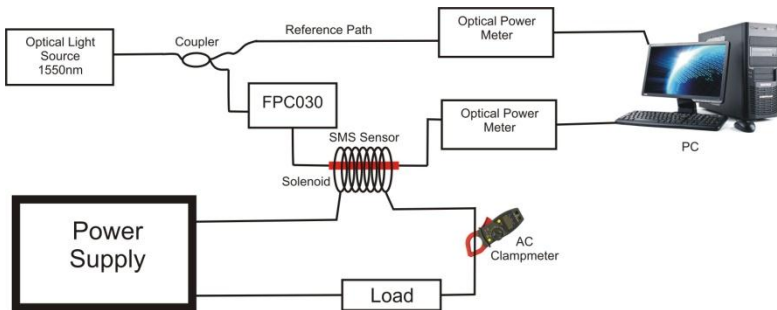 Optical Light
Source
1550nm
Coupler
Reference Path
Optical Power
Meter
FPC030
SMS Sensor
Optical Power
Meter
PC
Solenoid
Power
Supply
AC
Clampmeter
Load